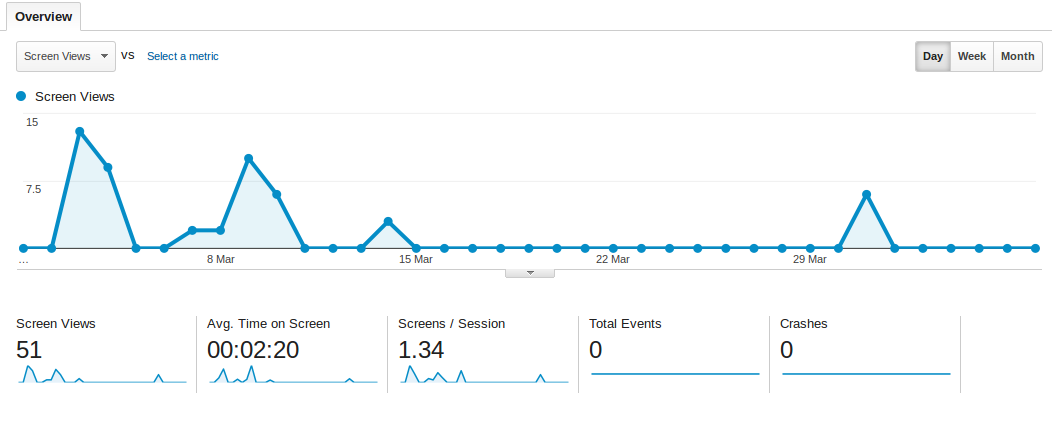 Overview
Screen Views vs Select a metric Day Week Month
Screen Views
15
7.5
... 8 Mar 15 Mar 22 Mar 29 Mar
Screen Views Avg. Time on Screen Screens / Session Total Events Crashes
51 00:02:20 1.34 0 0